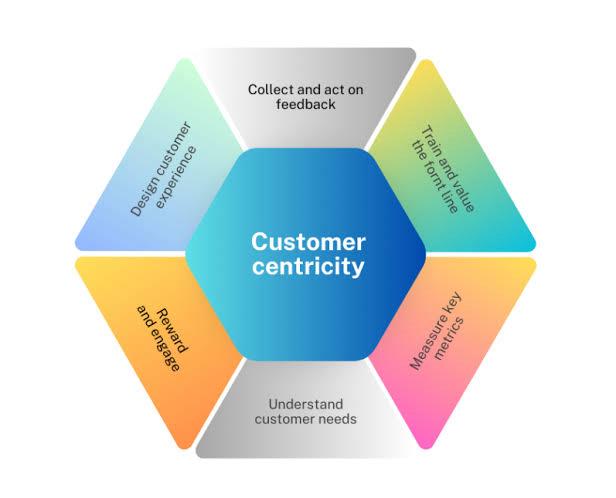 Collect and act on
feedback
Train and value
the fornt line
Meassure key
metrics
Understand
customer needs
Reward
and engage
Design customer
experience
Customer
centricity